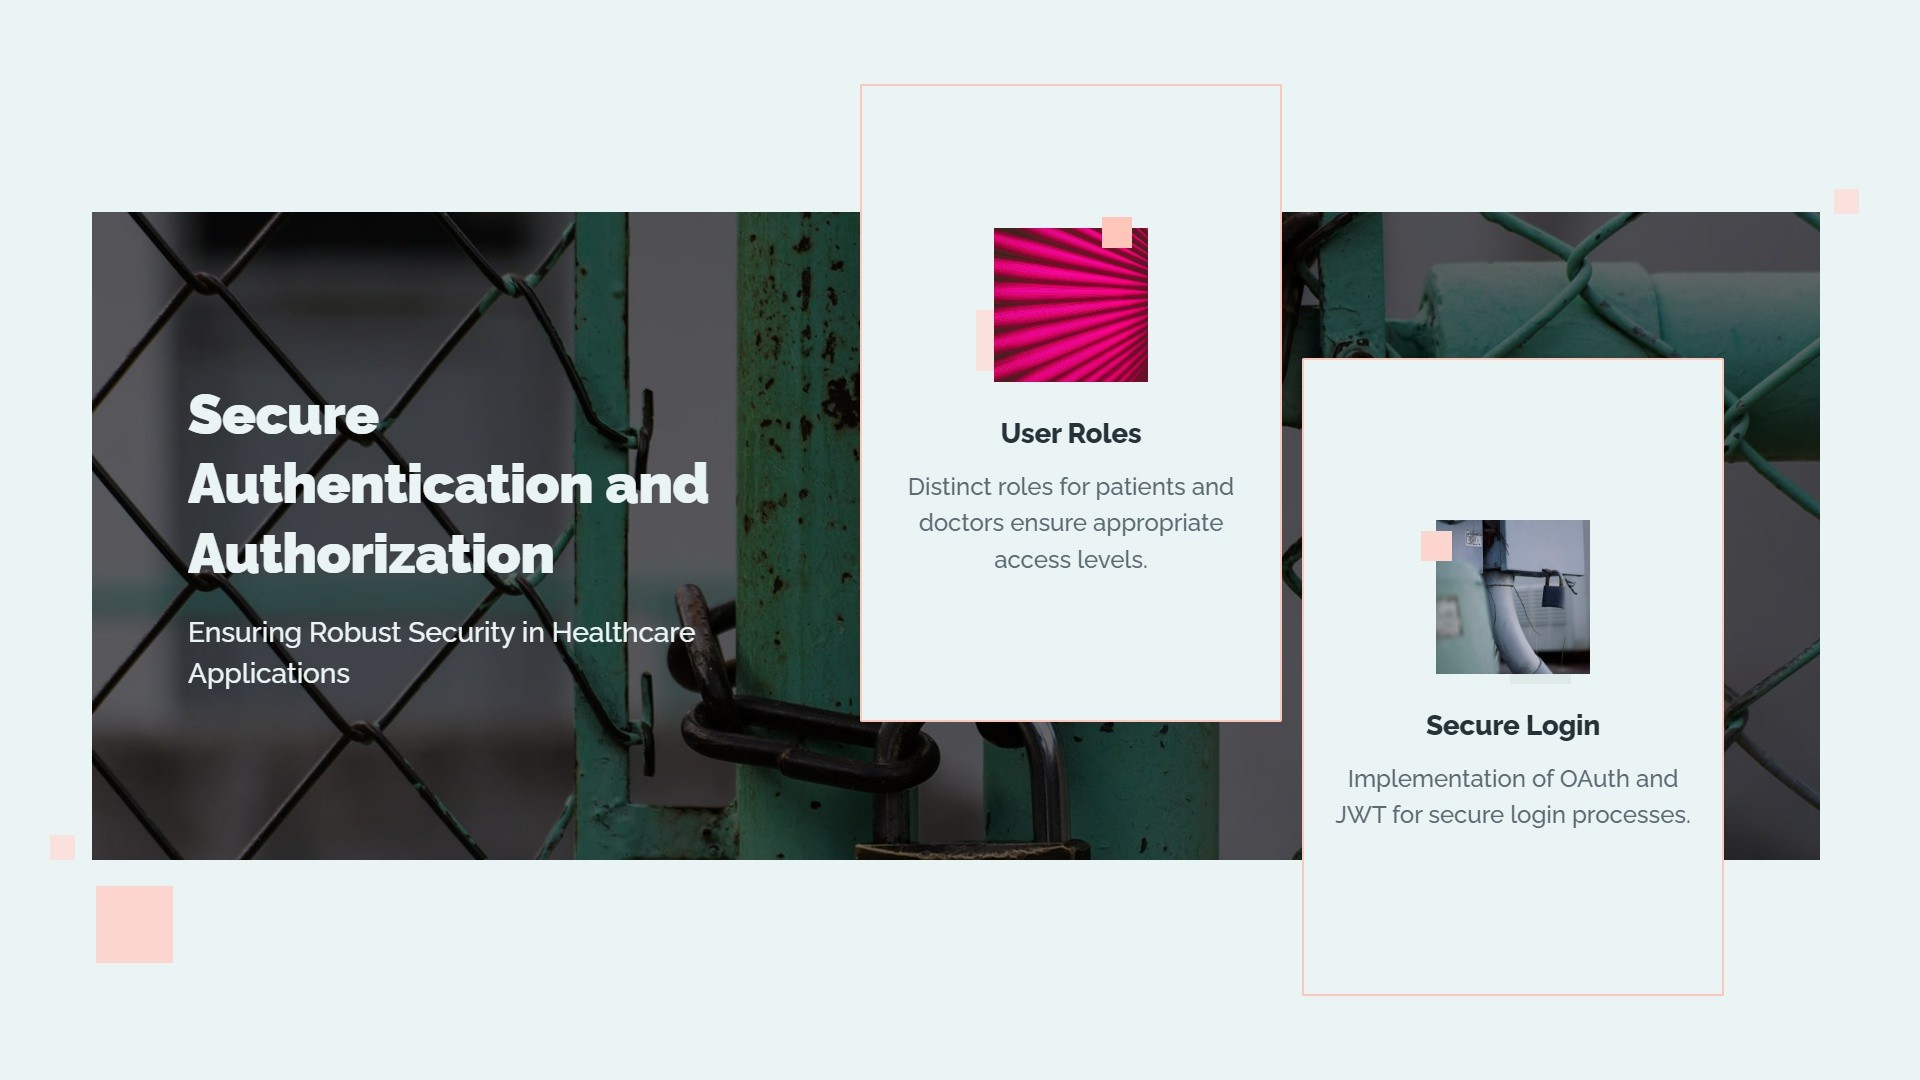 Secure
Authentication and
Authorization
Ensuring Robust Security in Healthcare
Applications
User Roles
Distinct roles for patients and
doctors ensure appropriate
access levels.
Secure Login
Implementation of OAuth and
JWT for secure login processes.